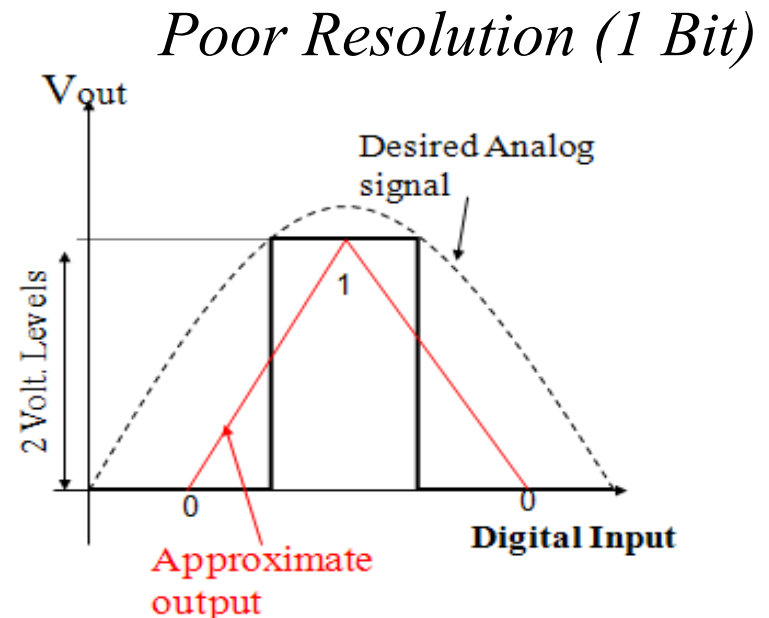 Poor Resolution (1 Bit)
Vout
Desired Analog
signal
2 Volt. Levels
1
0
0
Digital Input
Approximate
output